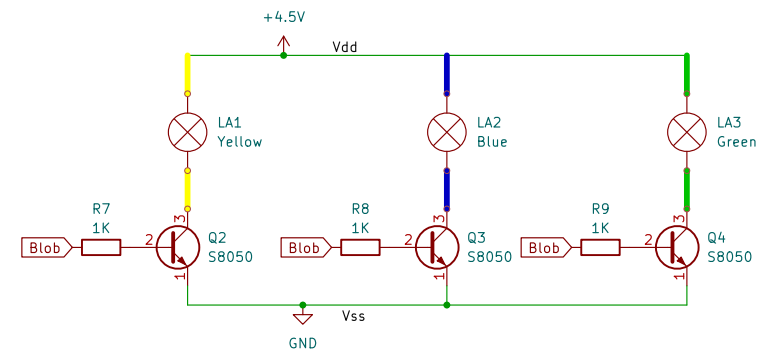 +4.5V
Vdd
LA1
Yellow
LA2
Blue
LA3
Green
R7
1K
Blob
2
3
1
Q2
S8050
R8
1K
Blob
2
3
1
Q3
S8050
R9
1K
Blob
2
3
1
Q4
S8050
Vss
GND